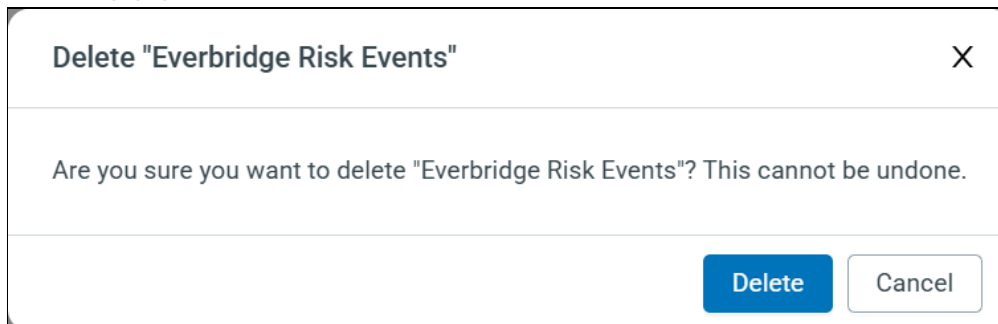 Delete "Everbridge Risk Events"
X
Are you sure you want to delete "Everbridge Risk Events"? This cannot be undone.
Delete
Cancel